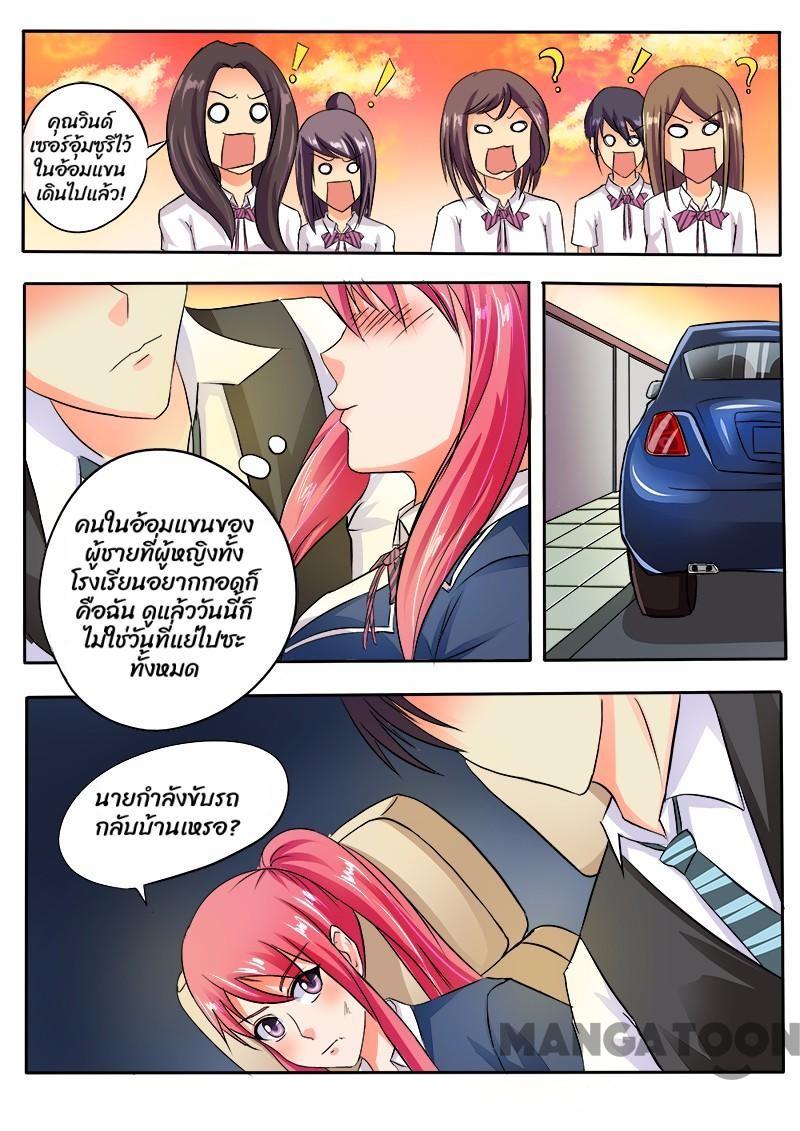 !
?
?
!
คุณวินด์
เซอร์อุ้มซูรีไว้
ในอ้อมแขน
เดินไปแล้ว!
คนในอ้อมแขนของ
ผู้ชายที่ผู้หญิงทั้ง
โรงเรียนอยากกอดก็
คือฉัน ดูแล้ววันนี้ก็
ไม่ใช่วันที่แย่ไปซะ
ทั้งหมด
นายกำลังขับรถ
กลับบ้านเหรอ?
MANGATOON